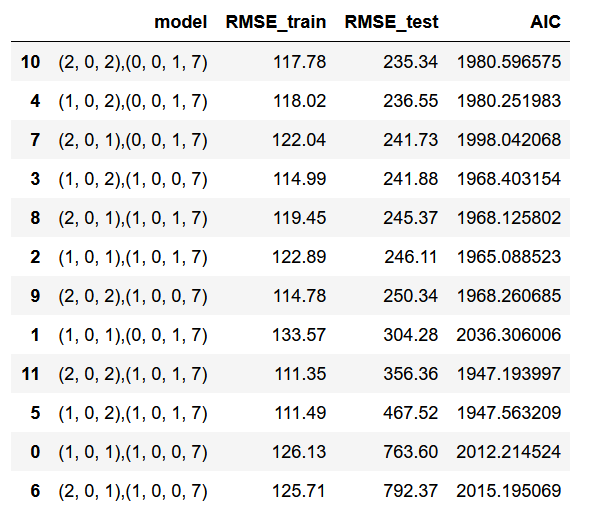 model RMSE_train RMSE_test AIC
10 (2, 0, 2),(0, 0, 1, 7) 117.78 235.34 1980.596575
4 (1, 0, 2),(0, 0, 1, 7) 118.02 236.55 1980.251983
7 (2, 0, 1),(0, 0, 1, 7) 122.04 241.73 1998.042068
3 (1, 0, 2),(1, 0, 0, 7) 114.99 241.88 1968.403154
8 (2, 0, 1),(1, 0, 1, 7) 119.45 245.37 1968.125802
2 (1, 0, 1),(1, 0, 1, 7) 122.89 246.11 1965.088523
9 (2, 0, 2),(1, 0, 0, 7) 114.78 250.34 1968.260685
1 (1, 0, 1),(0, 0, 1, 7) 133.57 304.28 2036.306006
11 (2, 0, 2),(1, 0, 1, 7) 111.35 356.36 1947.193997
5 (1, 0, 2),(1, 0, 1, 7) 111.49 467.52 1947.563209
0 (1, 0, 1),(1, 0, 0, 7) 126.13 763.60 2012.214524
6 (2, 0, 1),(1, 0, 0, 7) 125.71 792.37 2015.195069